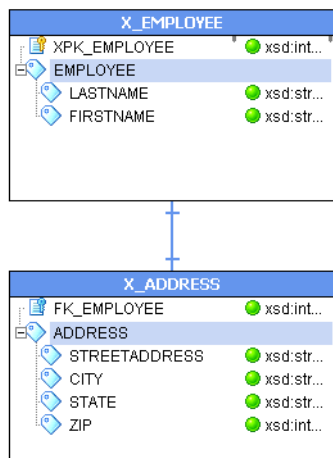 X_EMPLOYEE
XPK_EMPLOYEE xsd:int...
EMPLOYEE
LASTNAME xsd:str...
FIRSTNAME xsd:str...
X_ADDRESS
FK_EMPLOYEE xsd:int...
ADDRESS
STREETADDRESS xsd:str...
CITY xsd:str...
STATE xsd:str...
ZIP xsd:int...